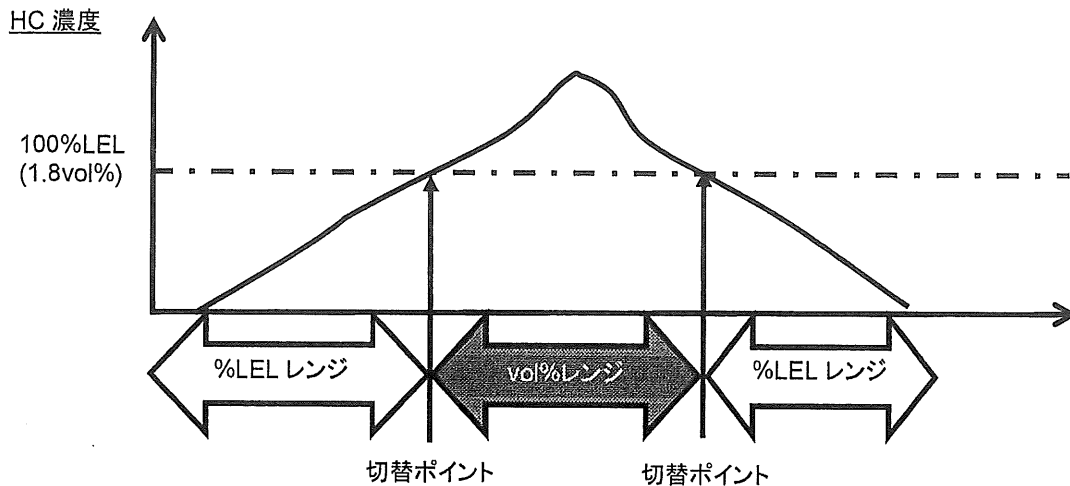 HC 濃度
100%LEL
(1.8vol%)
%LEL レンジ
vol%レンジ
%LEL レンジ
切替ポイント
切替ポイント